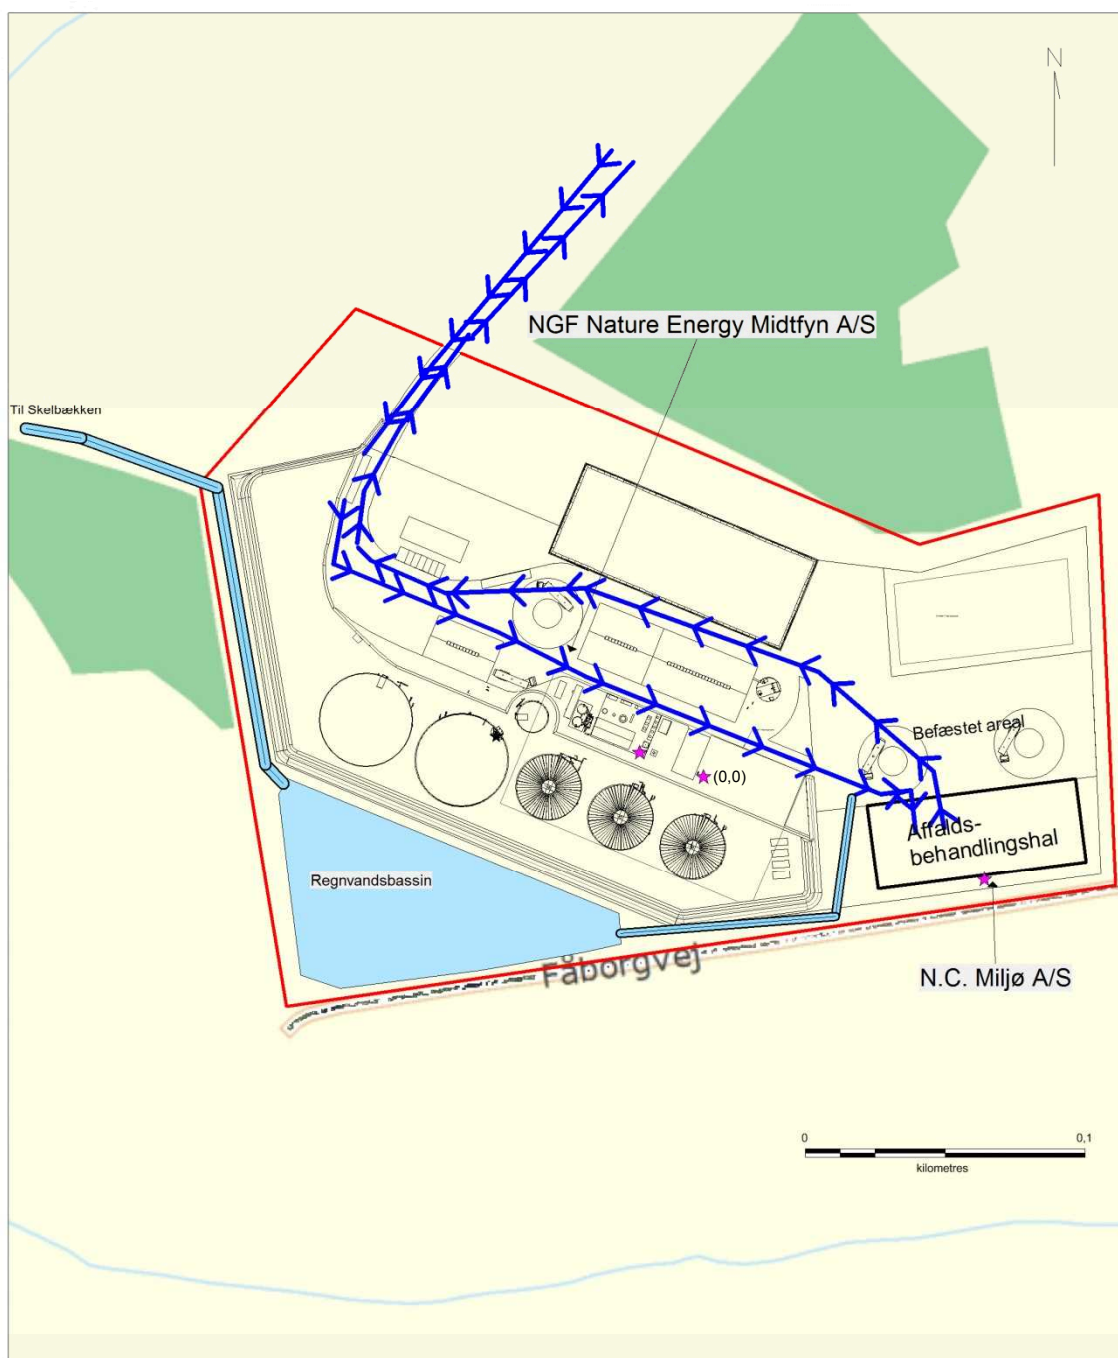 N
NGF Nature Energy Midtfyn A/S
Til Skelbækken
Befæstet areal
(0,0)
Affalds-
behandlingshal
Regnvandsbassin
Fåborgvej
N.C. Miljø A/S
0 0,1
kilometres